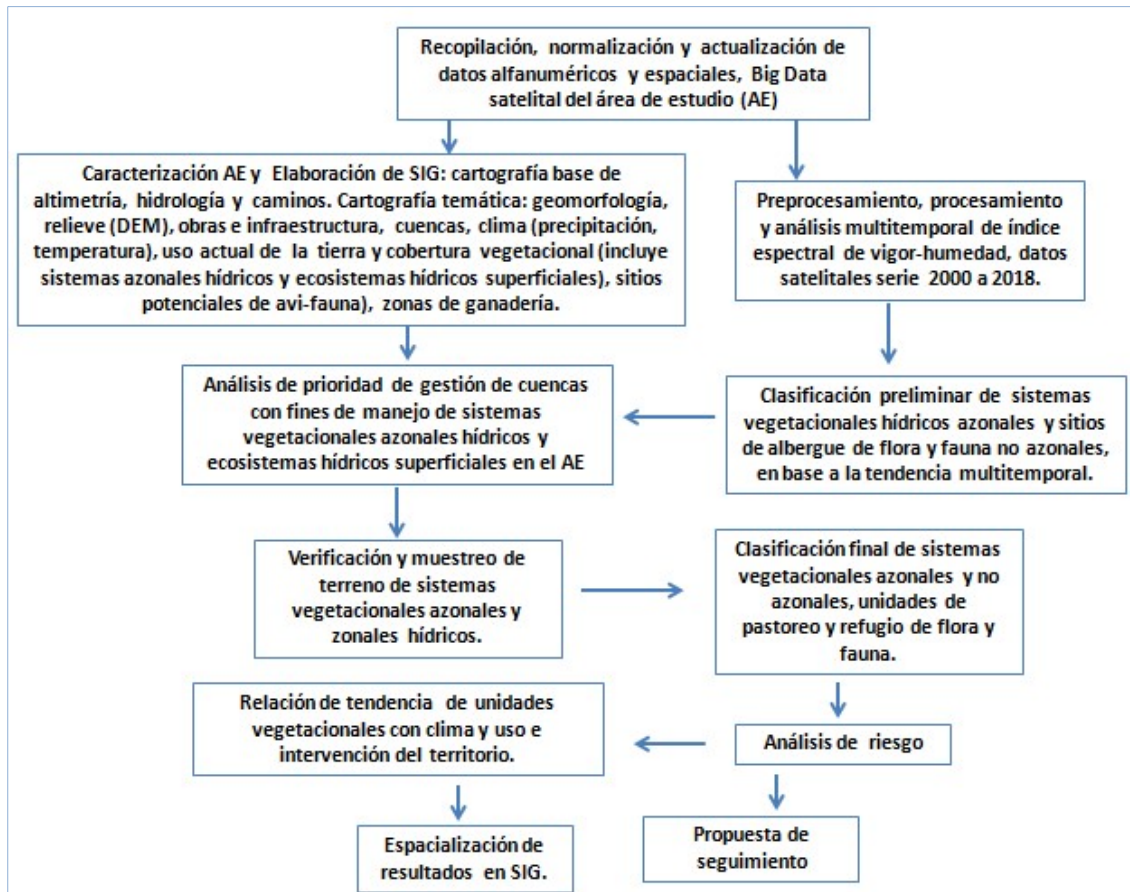 Recopilación, normalización y actualización de
datos alfanuméricos y espaciales, Big Data
satelital del área de estudio (AE)
Caracterización AE y Elaboración de SIG: cartografía base de
altimetría, hidrología y caminos. Cartografía temática: geomorfología,
relieve (DEM), obras e infraestructura, cuencas, clima (precipitación,
temperatura), uso actual de la tierra y cobertura vegetacional (incluye
sistemas azonales hídricos y ecosistemas hídricos superficiales), sitios
potenciales de avi-fauna), zonas de ganadería.
Preprocesamiento, procesamiento
y análisis multitemporal de índice
espectral de vigor-humedad, datos
satelitales serie 2000 a 2018.
Análisis de prioridad de gestión de cuencas
con fines de manejo de sistemas
vegetacionales azonales hídricos y
ecosistemas hídricos superficiales en el AE
Clasificación preliminar de sistemas
vegetacionales hídricos azonales y sitios
de albergue de flora y fauna no azonales,
en base a la tendencia multitemporal.
Verificación y muestreo de
terreno de sistemas
vegetacionales azonales y
zonales hídricos.
Clasificación final de sistemas
vegetacionales azonales y no
azonales, unidades de
pastoreo y refugio de flora y
fauna.
Relación de tendencia de unidades
vegetacionales con clima y uso e
intervención del territorio.
Análisis de riesgo
Espacialización de
resultados en SIG.
Propuesta de
seguimiento